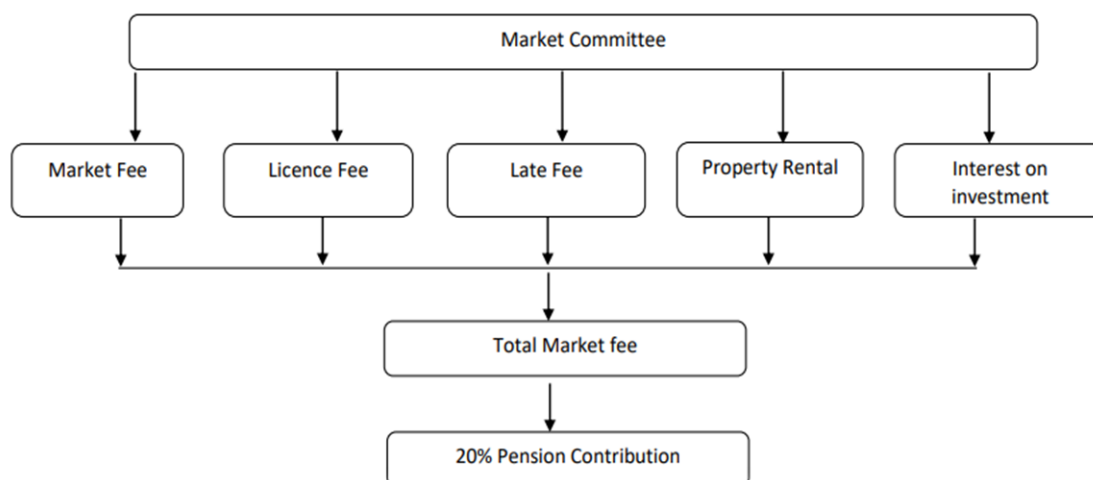 Market Committee
Market Fee
Licence Fee
Late Fee
Property Rental
Interest on
investment
Total Market fee
20% Pension Contribution